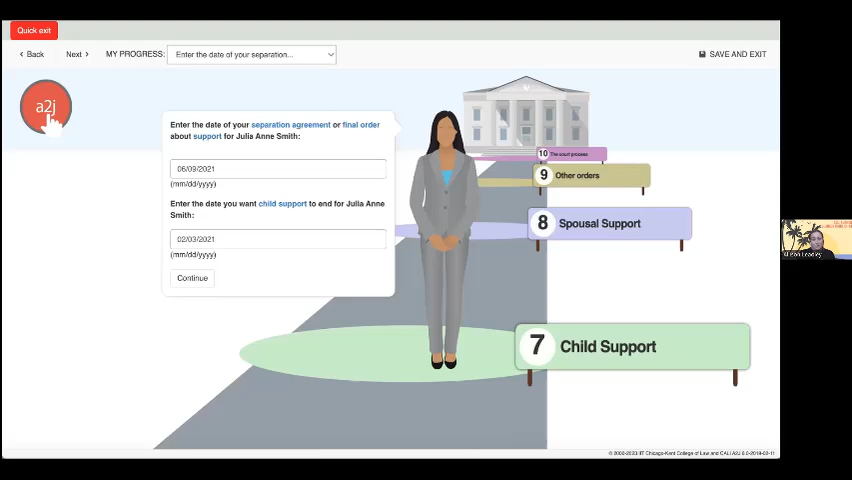 Quick exit
Back
Next
MY PROGRESS:
Enter the date of your separation...
SAVE AND EXIT
a2j
Enter the date of your separation agreement or final order
about support for Julia Anne Smith:
06/09/2021
(mm/dd/yyyy)
Enter the date you want child support to end for Julia Anne
Smith:
02/03/2021
(mm/dd/yyyy)
Continue
10 The court process
9 Other orders
8 Spousal Support
7 Child Support